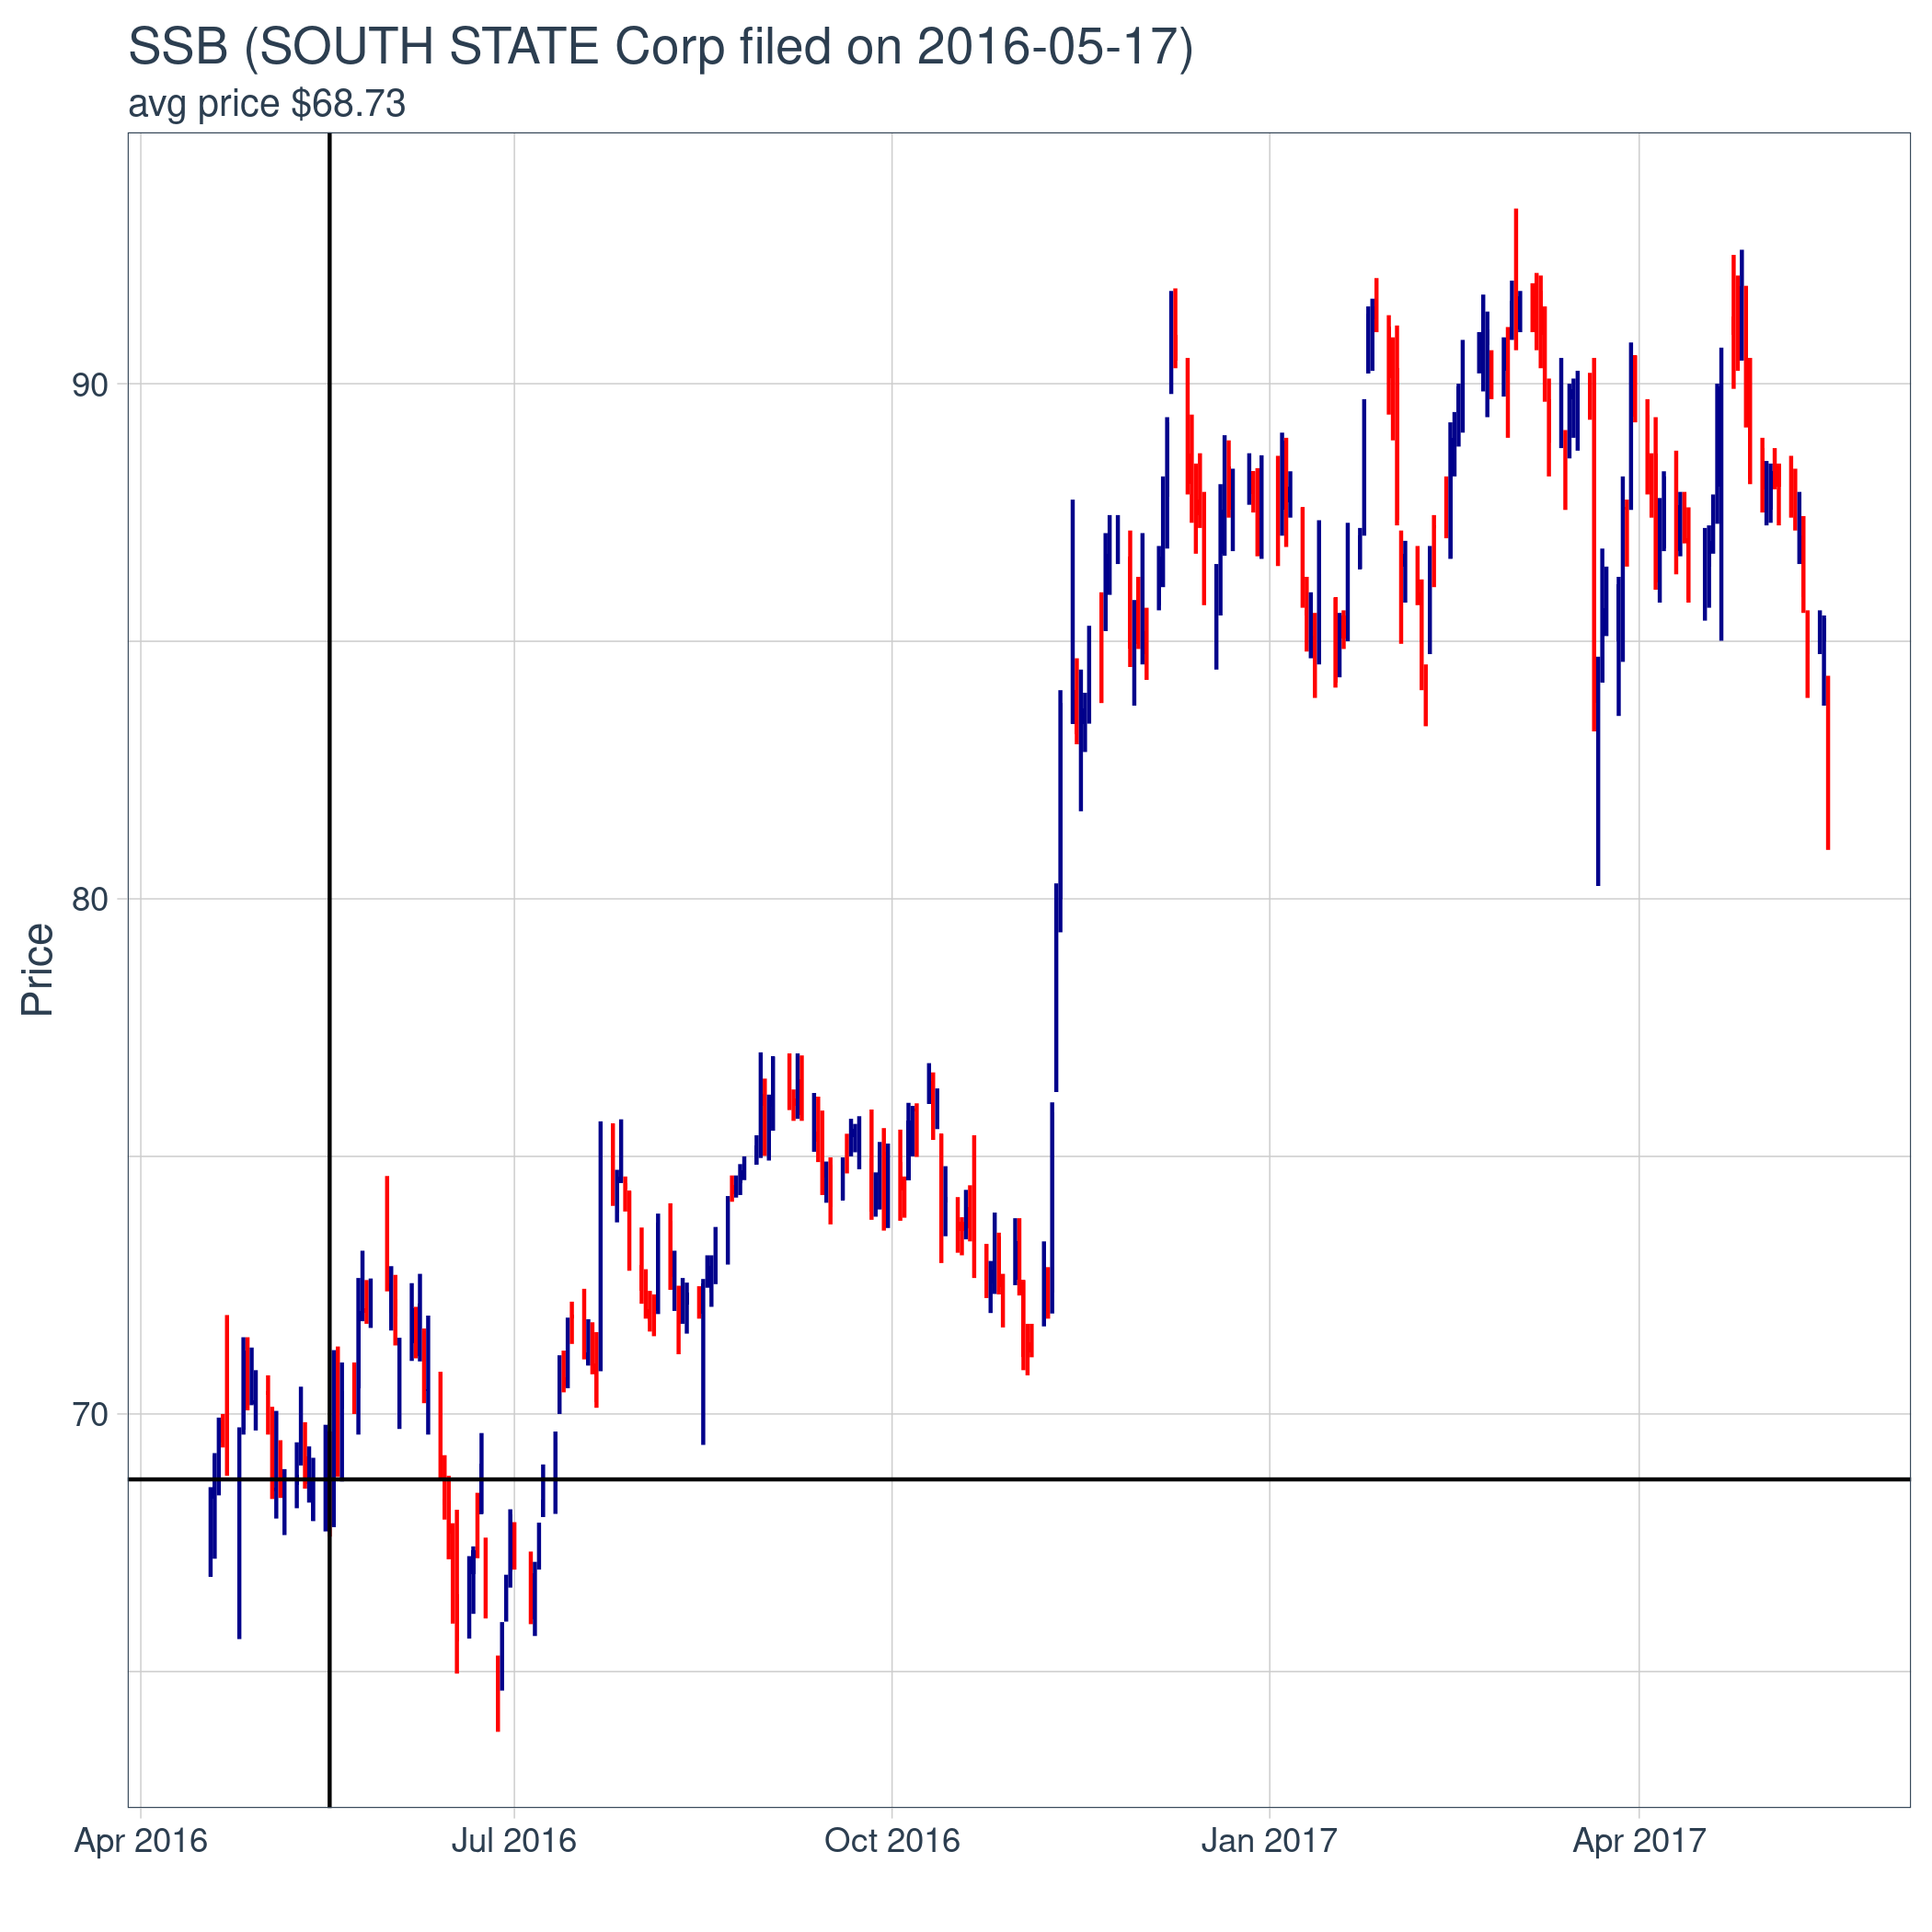 SSB (SOUTH STATE Corp filed on 2016-05-17)
avg price $68.73
90
80
70
Price
Apr 2016
Jul 2016
Oct 2016
Jan 2017
Apr 2017